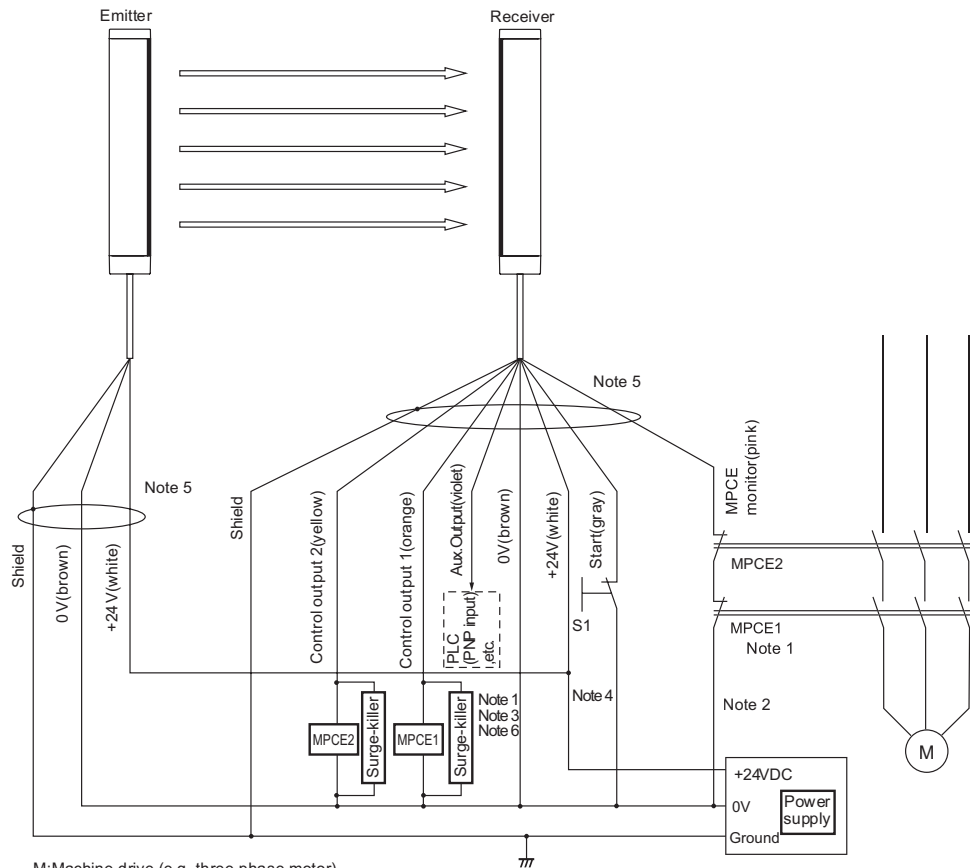 Emitter
Receiver
Note 5
Note 5
Shield
0V(brown)
+24V(white)
Shield
Control output 2(yellow)
Control output 1(orange)
Aux.Output(violet)
0V(brown)
+24V(white)
Start(gray)
MPCE
monitor(pink)
MPCE2
MPCE1
Note 1
PLC
(PNP input)
,etc.
S1
MPCE2
Surge-killer
MPCE1
Surge-killer
Note 1
Note 3
Note 6
Note 4
Note 2
M
+24VDC
0V
Power
supply
Ground
M:Machine drive (e.g. three phase motor)